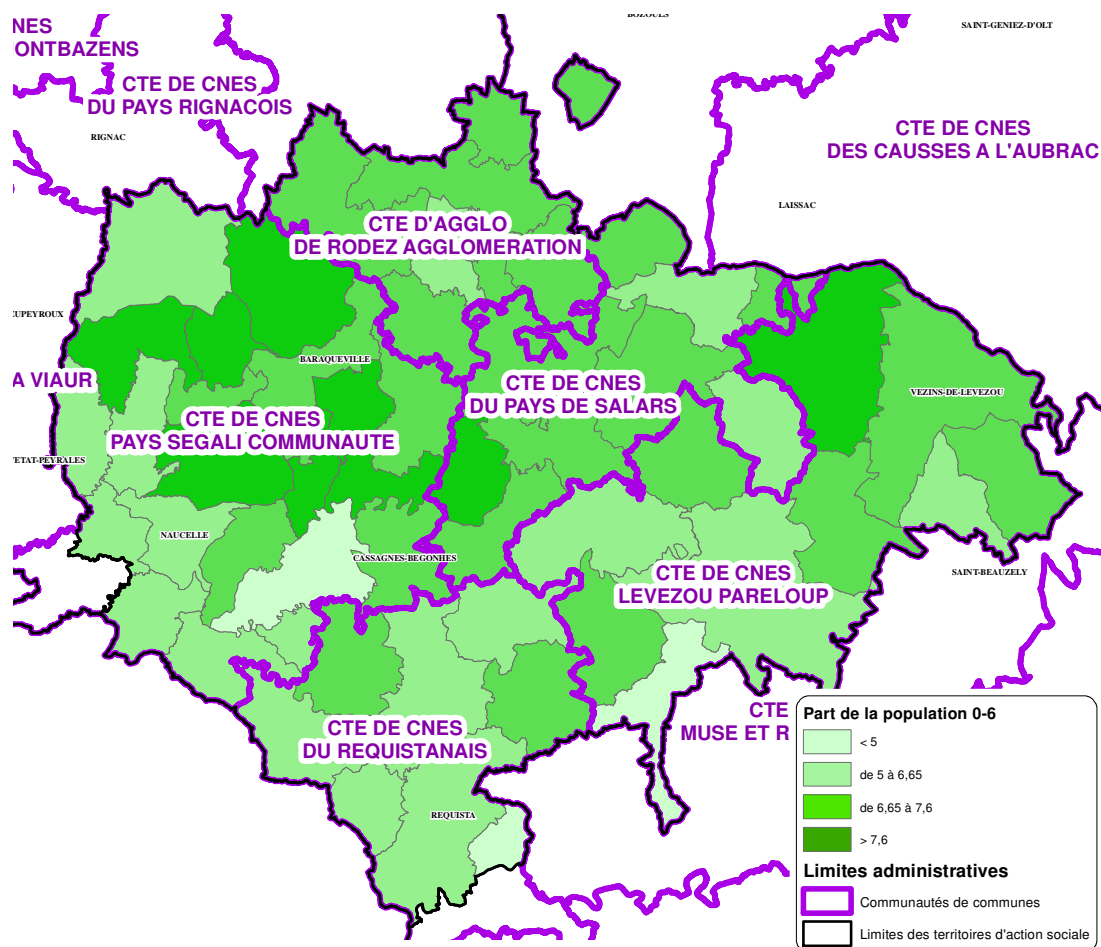 BOZOULS
SAINT-GENIEZ-D'OLT
NES
ONTBAZENS
CTE DE CNES
DU PAYS RIGNACOIS
RIGNAC
CTE DE CNES
DES CAUSSES A L'AUBRAC
LAISSAC
CTE D'AGGLO
DE RODEZ AGGLOMERATION
EUPEYROUX
BARAQUEVILLE
A VIAUR
CTE DE CNES
DU PAYS DE SALARS
VEZINS-DE-LEVEZOU
CTE DE CNES
PAYS SEGALI COMMUNAUTE
VETAT-PEYRALES
NAUCELLE
CASSAGNES-BEGONHES
CTE DE CNES
LEVEZOU PARELOUP
SAINT-BEAUZELY
CTE DE CNES
DU REQUISTANAIS
CTE
MUSE ET R
REQUISTA
Part de la population 0-6
< 5
de 5 à 6,65
de 6,65 à 7,6
> 7,6
Limites administratives
Communautés de communes
Limites des territoires d'action sociale